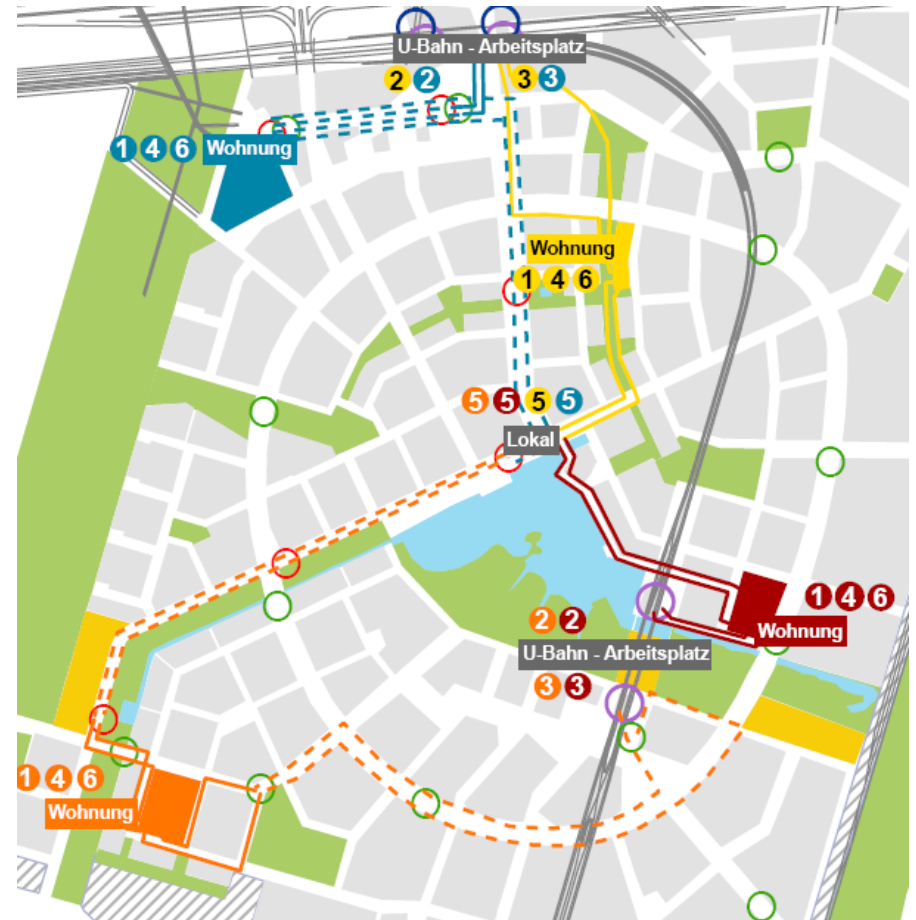 U-Bahn - Arbeitsplatz
2 2 3 3
1 4 6 Wohnung
Wohnung
1 4 6
5 5 5 5
Lokal
1 4 6
Wohnung
2 2
U-Bahn - Arbeitsplatz
3 3
1 4 6
Wohnung